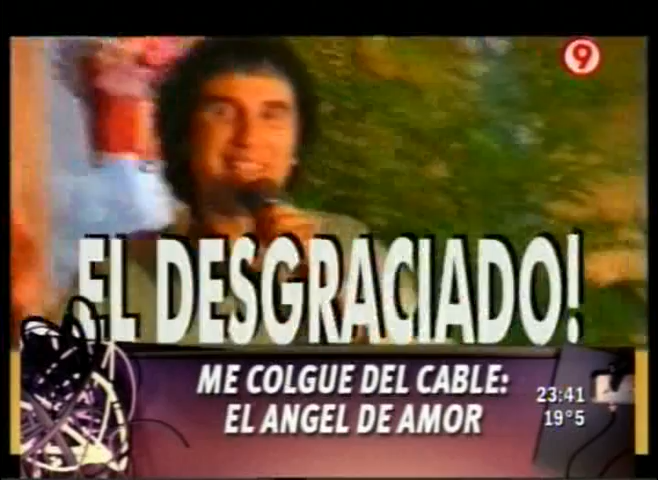 9
EL DESGRACIADO!
ME COLGUE DEL CABLE:
EL ANGEL DE AMOR
23:41
19°5